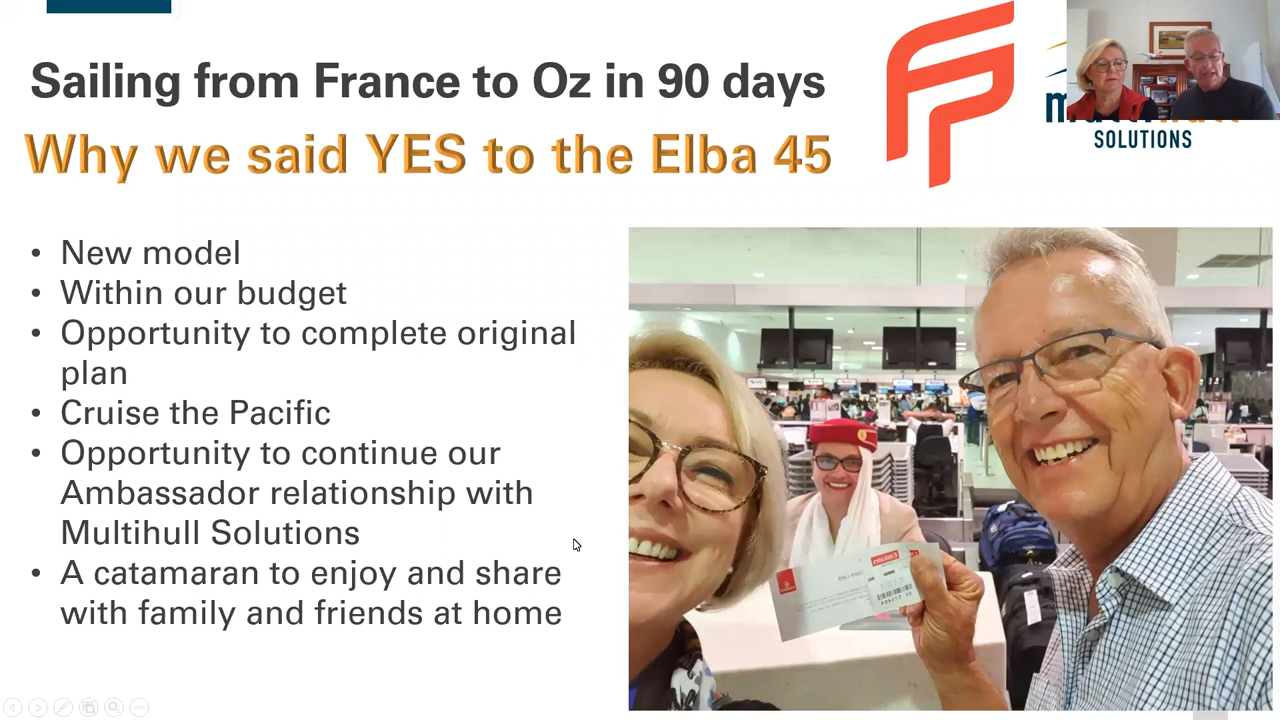 Sailing from France to Oz in 90 days
Why we said YES to the Elba 45
SOLUTIONS
• New model
• Within our budget
• Opportunity to complete original
plan
• Cruise the Pacific
• Opportunity to continue our
Ambassador relationship with
Multihull Solutions
• A catamaran to enjoy and share
with family and friends at home
Emirates